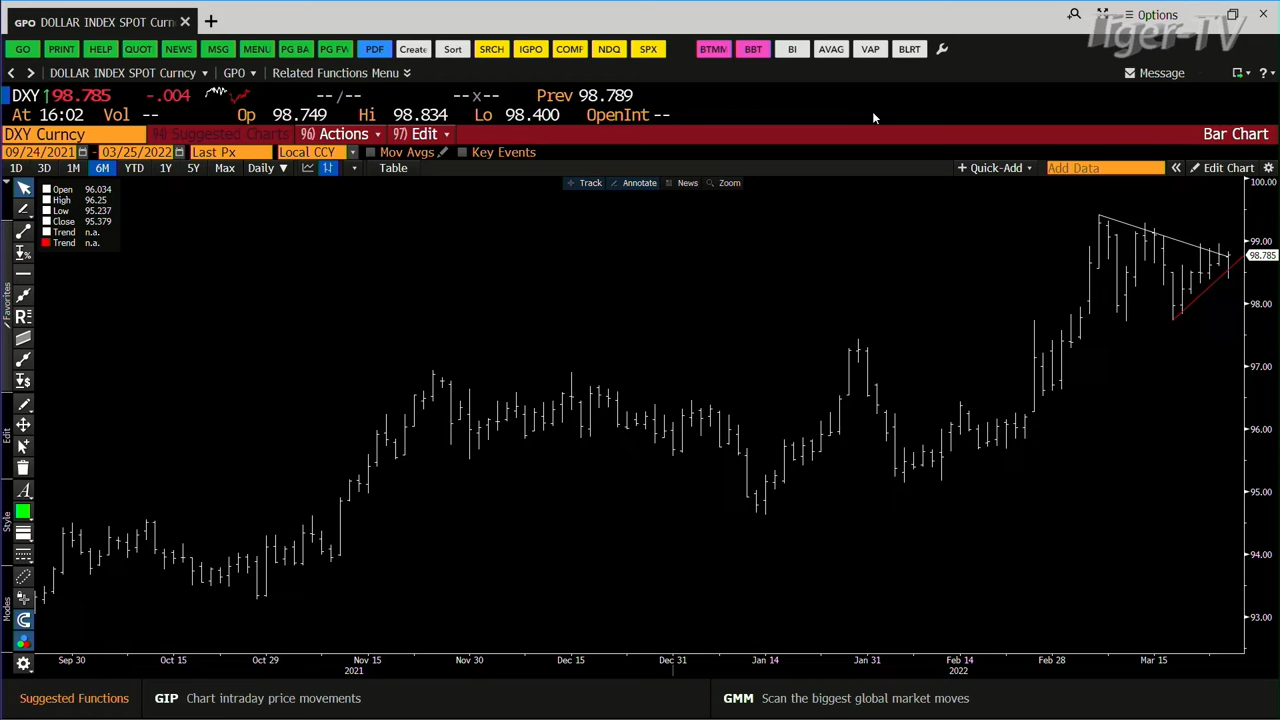 GPO DOLLAR INDEX SPOT Curn
Options
Tiger-TV
GO PRINT HELP QUOT NEWS MSG MENU PG BA PG FW PDF Create Sort SRCH IGPO COMF NDQ SPX BTMM BBT BI AVAG VAP BLRT
DOLLAR INDEX SPOT Curncy GPO Related Functions Menu Message ?
DXY ↑98.785 -.004 --/-- --x-- Prev 98.789
At 16:02 Vol -- Op 98.749 Hi 98.834 Lo 98.400 OpenInt --
DXY Curncy 94) Suggested Charts 96) Actions 97) Edit Bar Chart
09/24/2021 - 03/25/2022 Last Px Local CCY Mov Avgs Key Events
1D 3D 1M 6M YTD 1Y 5Y Max Daily Table + Quick-Add Add Data Edit Chart
Track Annotate News Zoom
Open 96.034
High 96.25
Low 95.237
Close 95.379
Trend n.a.
Trend n.a.
100.00
99.00
98.785
98.00
97.00
96.00
95.00
94.00
93.00
Favorites
Edit
Style
Modes
Sep 30 Oct 15 Oct 29 Nov 15 Nov 30 Dec 15 Dec 31 Jan 14 Jan 31 Feb 14 Feb 28 Mar 15
2021 2022
Suggested Functions GIP Chart intraday price movements GMM Scan the biggest global market moves